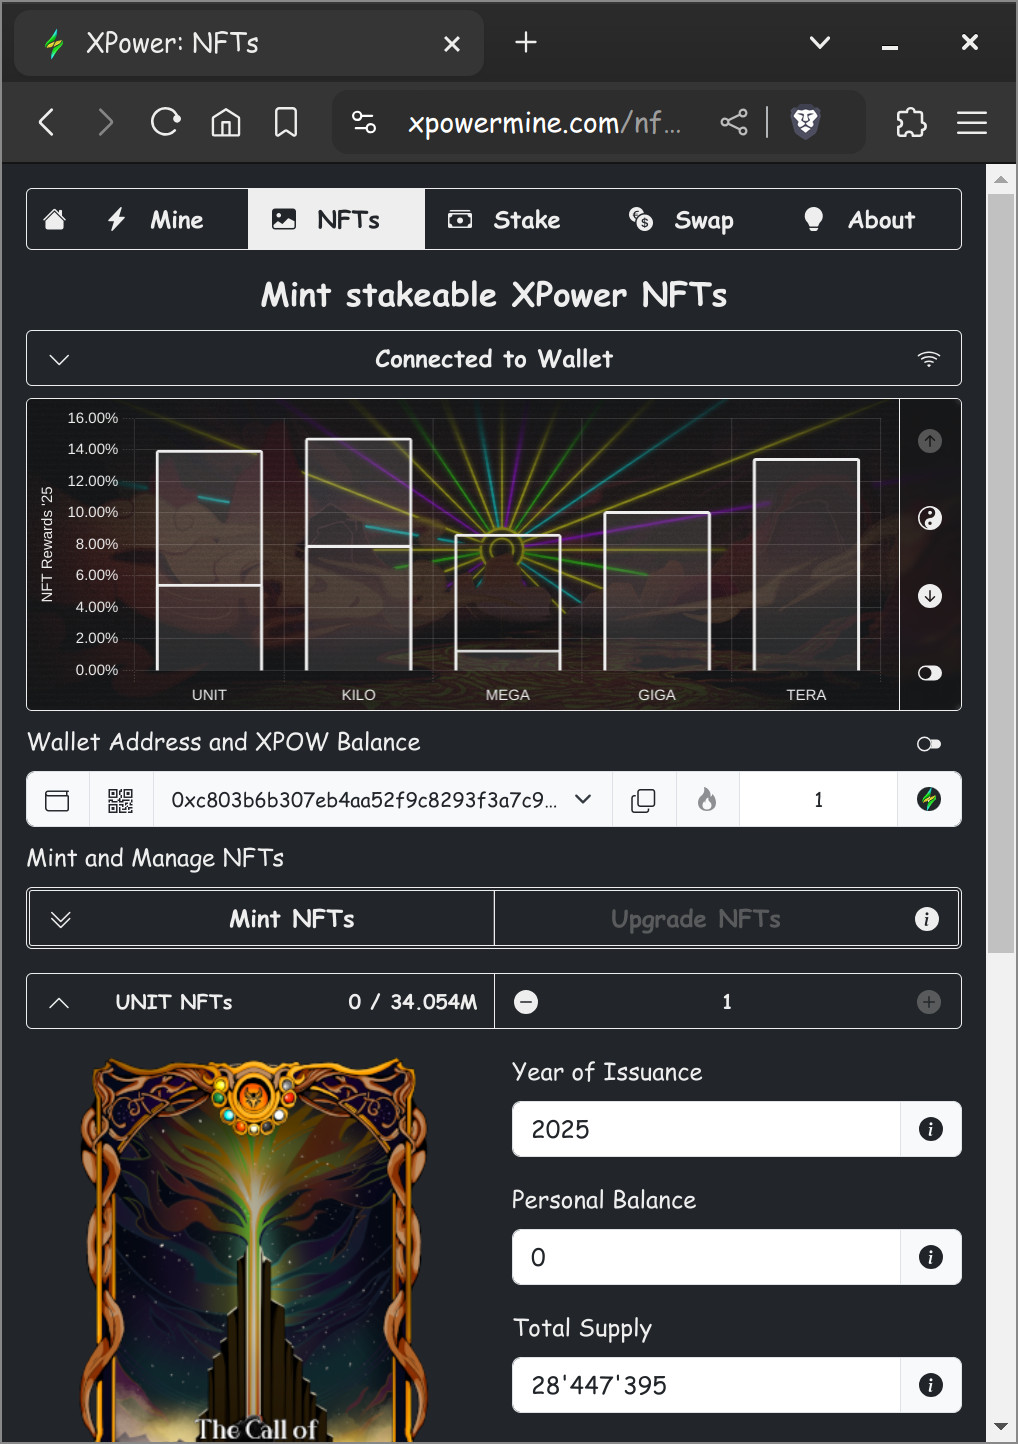 XPower: NFTs
xpowermine.com/nf...
Mine NFTs Stake Swap About
Mint stakeable XPower NFTs
Connected to Wallet
NFT Rewards '25
16.00%
14.00%
12.00%
10.00%
8.00%
6.00%
4.00%
2.00%
0.00%
UNIT KILO MEGA GIGA TERA
Wallet Address and XPOW Balance
0xc803b6b307eb4aa52f9c8293f3a7c9... 1
Mint and Manage NFTs
Mint NFTs Upgrade NFTs
UNIT NFTs 0 / 34.054M 1
Year of Issuance
2025
Personal Balance
0
Total Supply
28'447'395
The Call of